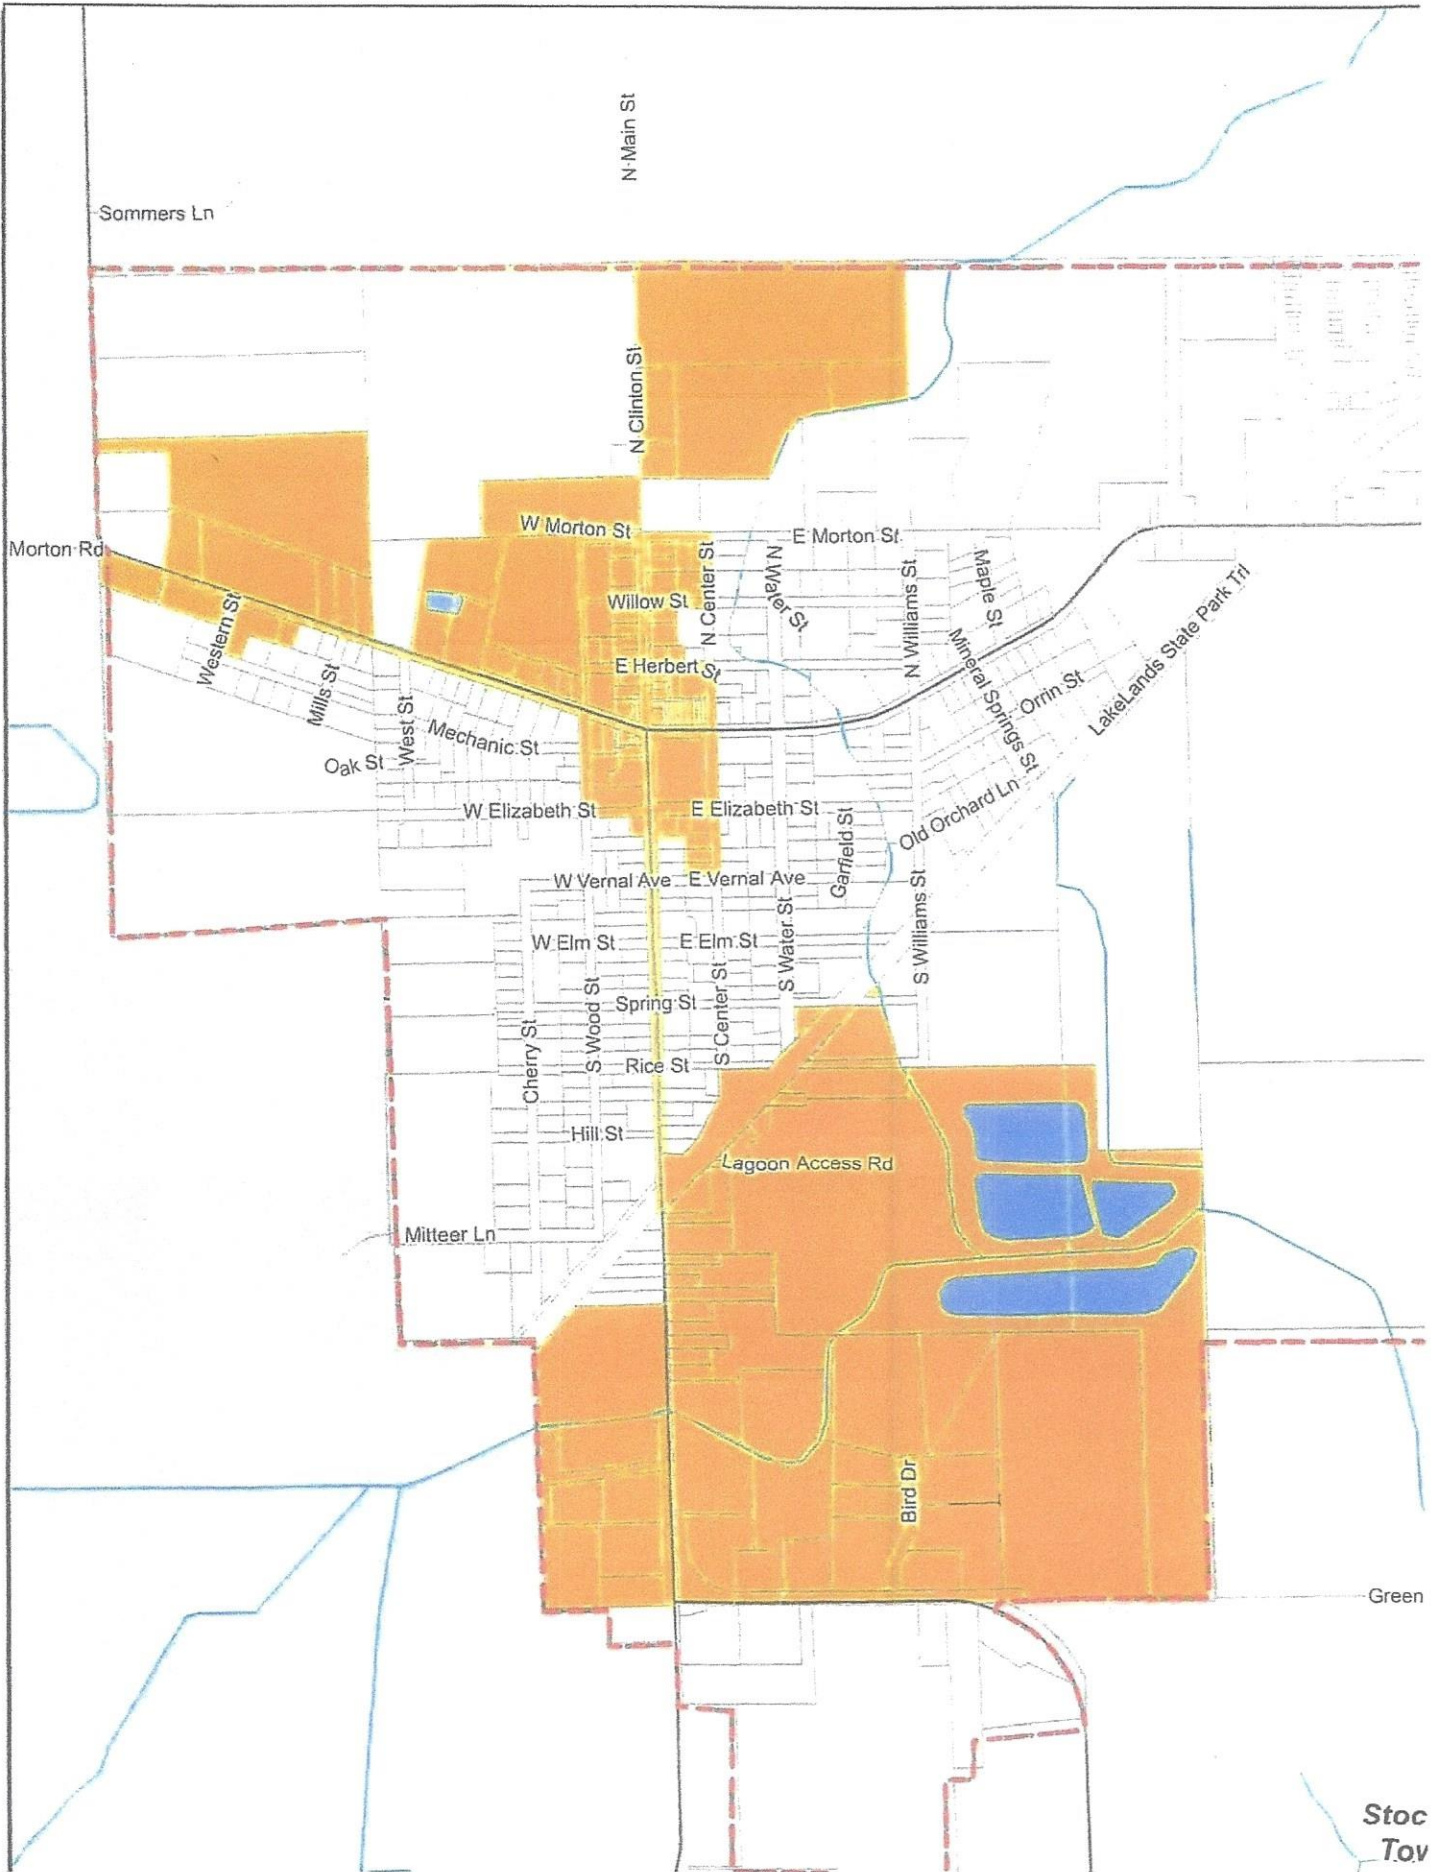 N Main St
Sommers Ln
N Clinton St
W Morton St
E Morton St
Morton Rd
N Center St
N Water St
Maple St
N Williams St
Willow St
LakeLands State Park Trl
Western St
E Herbert St
Mineral Springs St
Mills St
Orrin St
West St
Mechanic St
Oak St
W Elizabeth St
E Elizabeth St
Garfield St
Old Orchard Ln
W Vernal Ave
E Vernal Ave
S Water St
S Williams St
W Elm St
E Elm St
S Wood St
Spring St
S Center St
Cherry St
Rice St
Hill St
Lagoon Access Rd
Mitteer Ln
Bird Dr
Green
Stoc
Tow